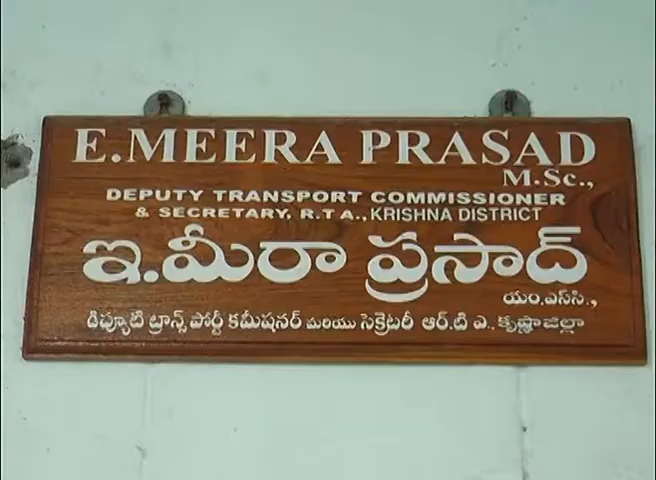 E.MEERA PRASAD
M.Sc.,
DEPUTY TRANSPORT COMMISSIONER
& SECRETARY, R.T.A., KRISHNA DISTRICT
ఇ.మీరా ప్రసాద్
యం.ఎస్.సి.,
డిప్యూటి ట్రాన్స్ పోర్ట్ కమీషనర్ మరియు సెక్రెటరీ ఆర్.టి ఎ., కృష్ణాజిల్లా